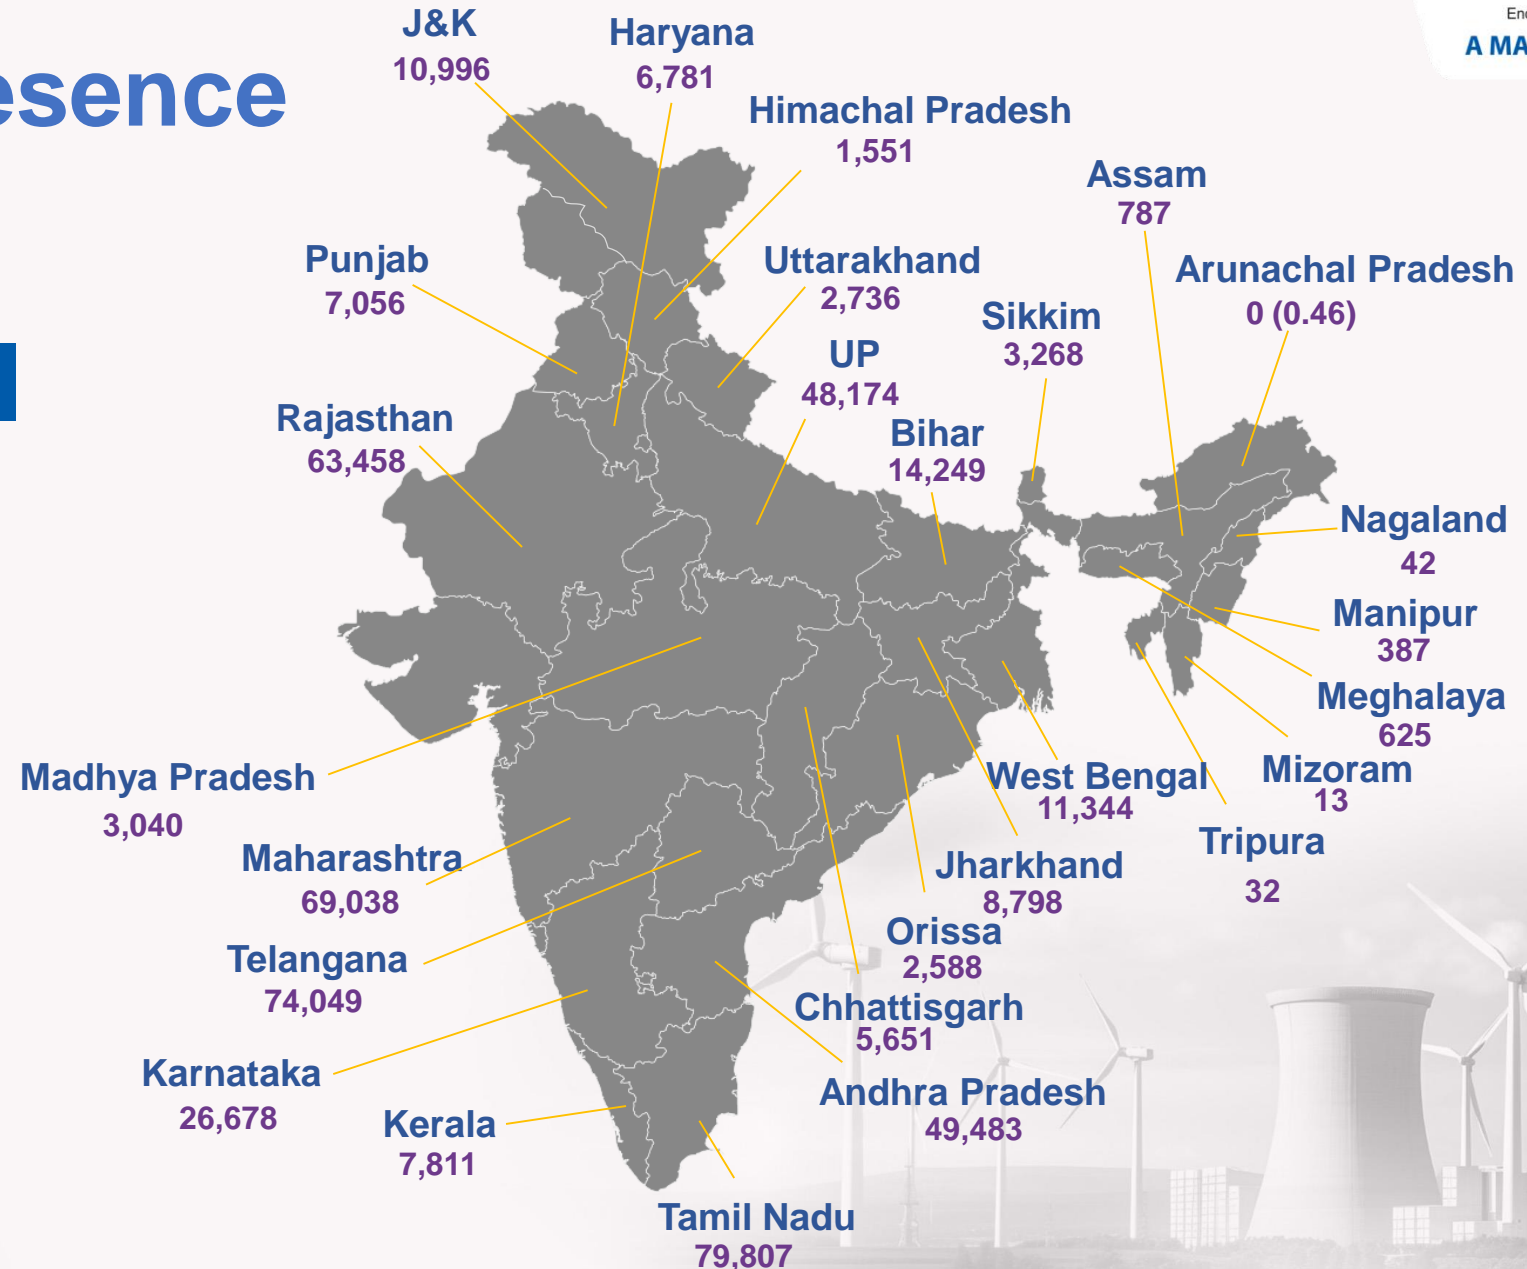 J&K
10,996
Haryana
6,781
Himachal Pradesh
1,551
Assam
787
Punjab
7,056
Uttarakhand
2,736
Arunachal Pradesh
0 (0.46)
Sikkim
3,268
UP
48,174
Rajasthan
63,458
Bihar
14,249
Nagaland
42
Manipur
387
Meghalaya
625
Madhya Pradesh
3,040
West Bengal
11,344
Mizoram
13
Maharashtra
69,038
Tripura
32
Jharkhand
8,798
Telangana
74,049
Orissa
2,588
Chhattisgarh
5,651
Karnataka
26,678
Andhra Pradesh
49,483
Kerala
7,811
Tamil Nadu
79,807